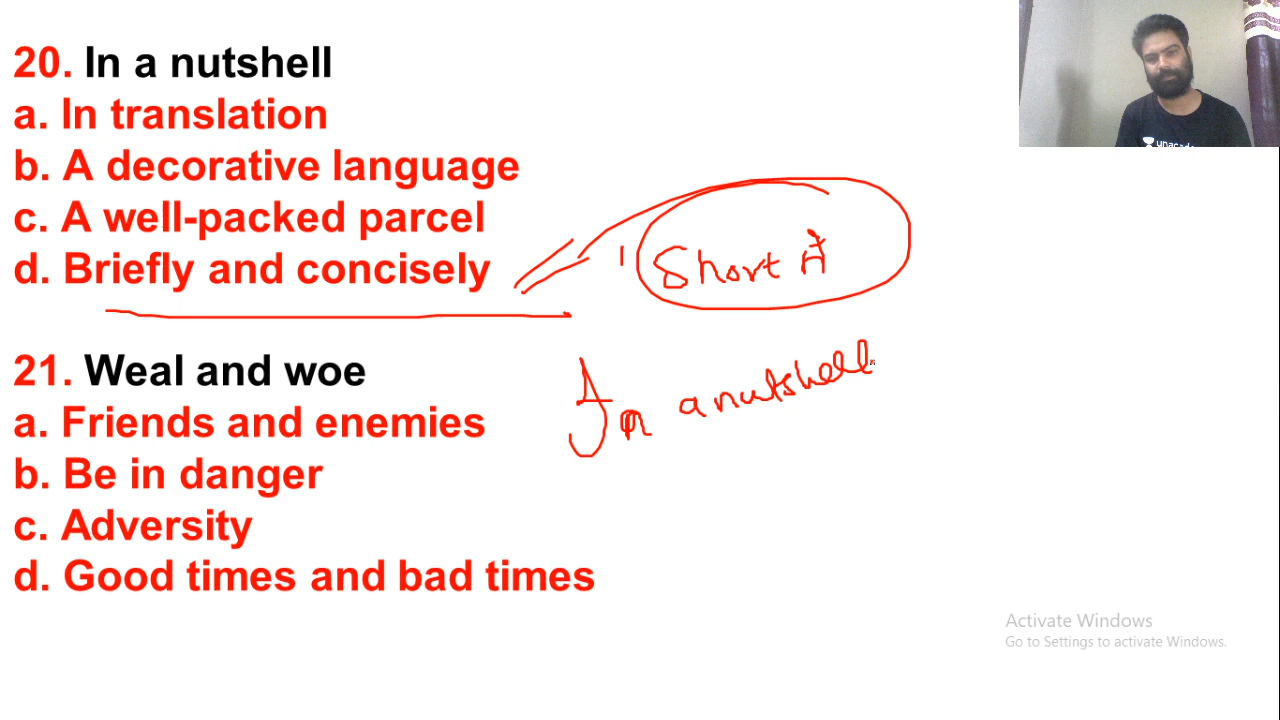 20. In a nutshell
a. In translation
b. A decorative language
c. A well-packed parcel
d. Briefly and concisely
Short में
In a nutshell
21. Weal and woe
a. Friends and enemies
b. Be in danger
c. Adversity
d. Good times and bad times
Activate Windows
Go to Settings to activate Windows.